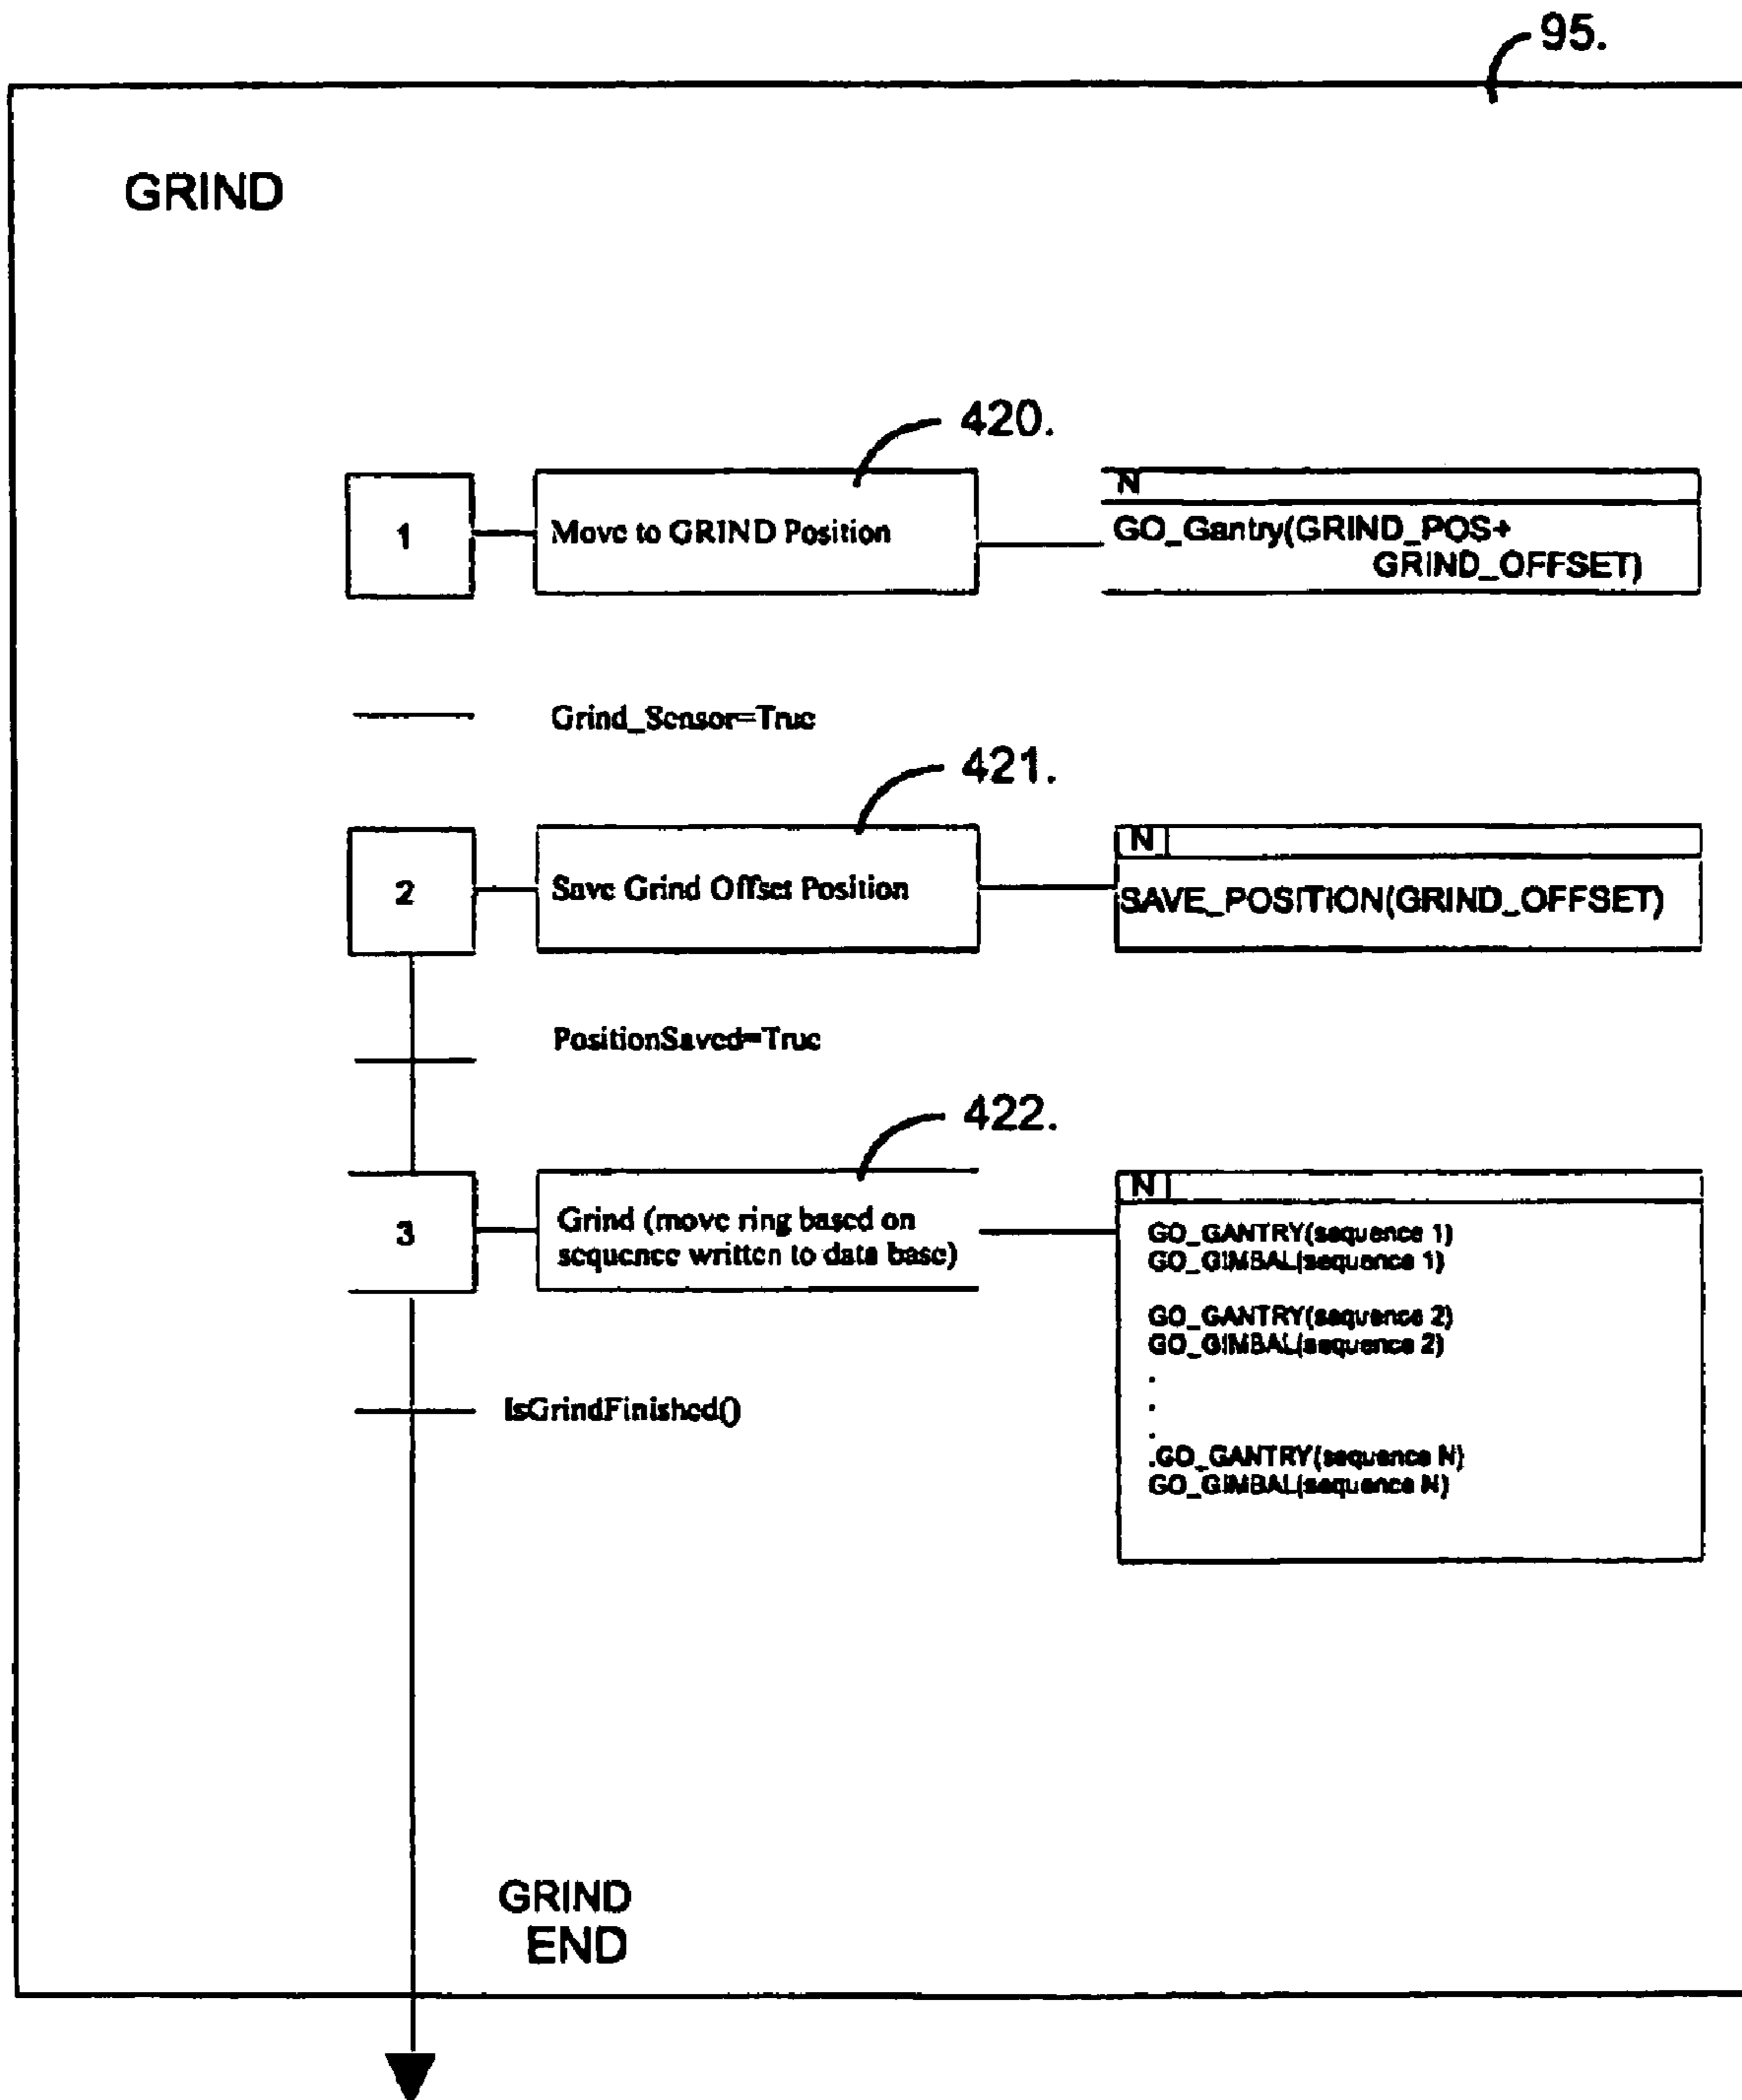 95.
GRIND
420.
1
Move to GRIND Position
N
GO_Gantry(GRIND_POS+
GRIND_OFFSET)
Grind_Sensor=True
421.
2
Save Grind Offset Position
N
SAVE_POSITION(GRIND_OFFSET)
PositionSaved=True
422.
3
Grind (move ring based on
sequence written to data base)
N
GO_GANTRY(sequence 1)
GO_GIMBAL(sequence 1)
GO_GANTRY(sequence 2)
GO_GIMBAL(sequence 2)
.
.
.
.GO_GANTRY(sequence N)
GO_GIMBAL(sequence N)
IsGrindFinished()
GRIND
END